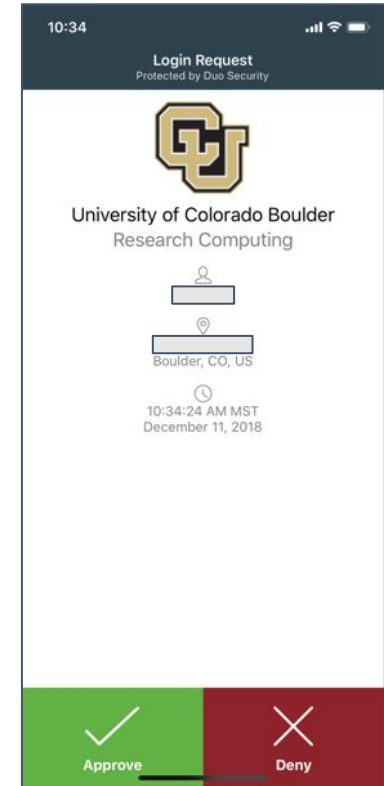 10:34
Login Request
Protected by Duo Security
CU
University of Colorado Boulder
Research Computing
Boulder, CO, US
10:34:24 AM MST
December 11, 2018
Approve
Deny